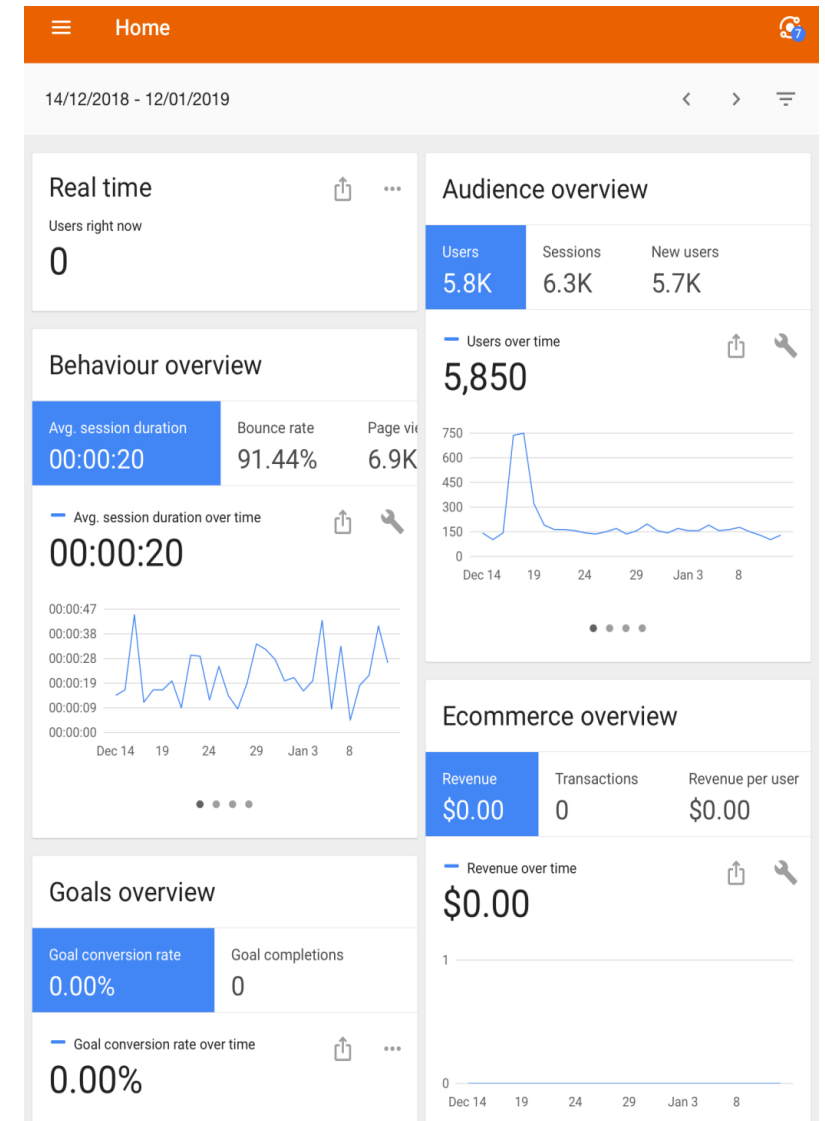 Home
7
14/12/2018 - 12/01/2019
Real time
Users right now
0
Behaviour overview
Avg. session duration
00:00:20
Bounce rate
91.44%
Page vie
6.9K
Avg. session duration over time
00:00:20
00:00:47
00:00:38
00:00:28
00:00:19
00:00:09
00:00:00
Dec 14 19 24 29 Jan 3 8
Goals overview
Goal conversion rate
0.00%
Goal completions
0
Goal conversion rate over time
0.00%
Audience overview
Users
5.8K
Sessions
6.3K
New users
5.7K
Users over time
5,850
750
600
450
300
150
0
Dec 14 19 24 29 Jan 3 8
Ecommerce overview
Revenue
$0.00
Transactions
0
Revenue per user
$0.00
Revenue over time
$0.00
1
0
Dec 14 19 24 29 Jan 3 8